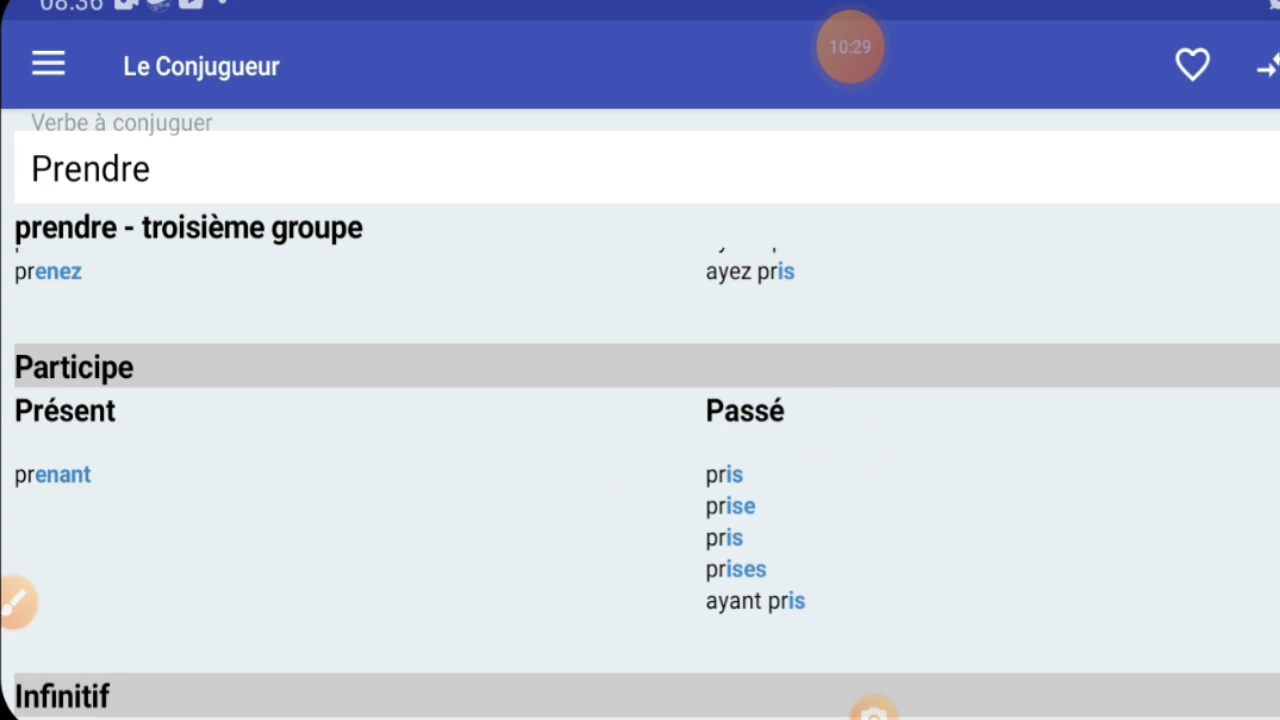 08:36
Le Conjugueur
10:29
Verbe à conjuguer
Prendre
prendre - troisième groupe
prenez
ayez pris
Participe
Présent
Passé
prenant
pris
prise
pris
prises
ayant pris
Infinitif